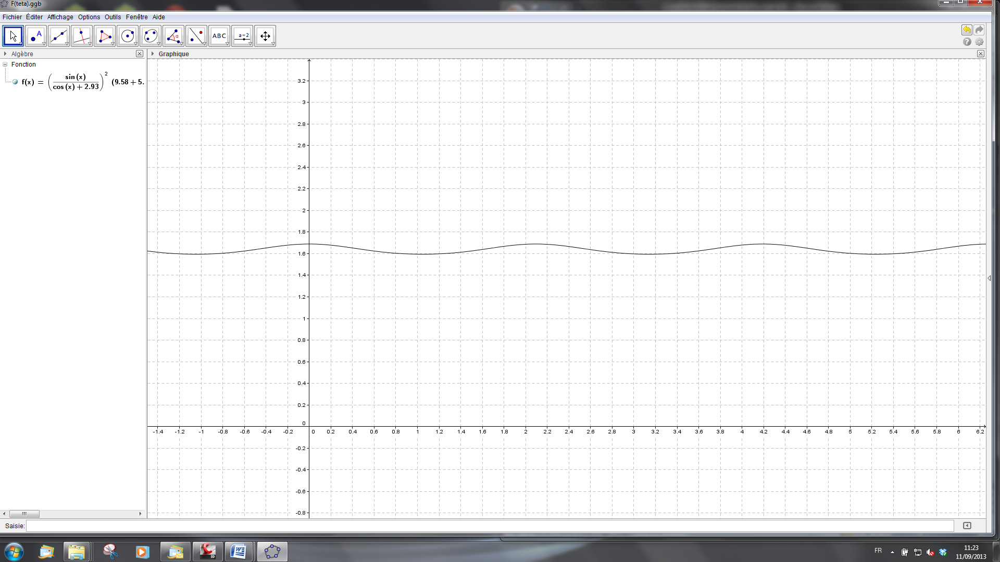 F(teta).ggb
Fichier Éditer Affichage Options Outils Fenêtre Aide
A
α
ABC
a=2
Algèbre
Graphique
Fonction
f(x) = ( sin (x) / cos (x) + 2.93 )² (9.58 + 5.
3.2
3
2.8
2.6
2.4
2.2
2
1.8
1.6
1.4
1.2
1
0.8
0.6
0.4
0.2
0
-1.4 -1.2 -1 -0.8 -0.6 -0.4 -0.2 0 0.2 0.4 0.6 0.8 1 1.2 1.4 1.6 1.8 2 2.2 2.4 2.6 2.8 3 3.2 3.4 3.6 3.8 4 4.2 4.4 4.6 4.8 5 5.2 5.4 5.6 5.8 6 6.2
-0.2
-0.4
-0.6
-0.8
Saisie:
3D
W
FR
11:23
11/09/2013